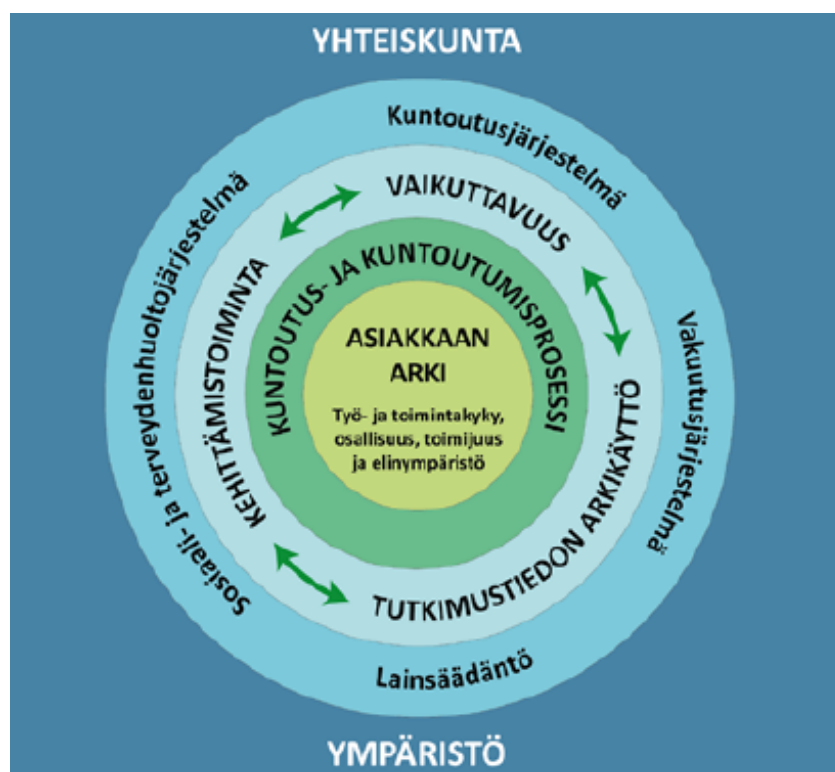 YHTEISKUNTA
Kuntoutusjärjestelmä
Vakuutusjärjestelmä
Lainsäädäntö
Sosiaali- ja terveydenhuoltojärjestelmä
VAIKUTTAVUUS
TUTKIMUSTIEDON ARKIKÄYTTÖ
KEHITTÄMISTOIMINTA
KUNTOUTUS- JA KUNTOUTUMISPROSESSI
ASIAKKAAN
ARKI
Työ- ja toimintakyky,
osallisuus, toimijuus
ja elinympäristö
YMPÄRISTÖ